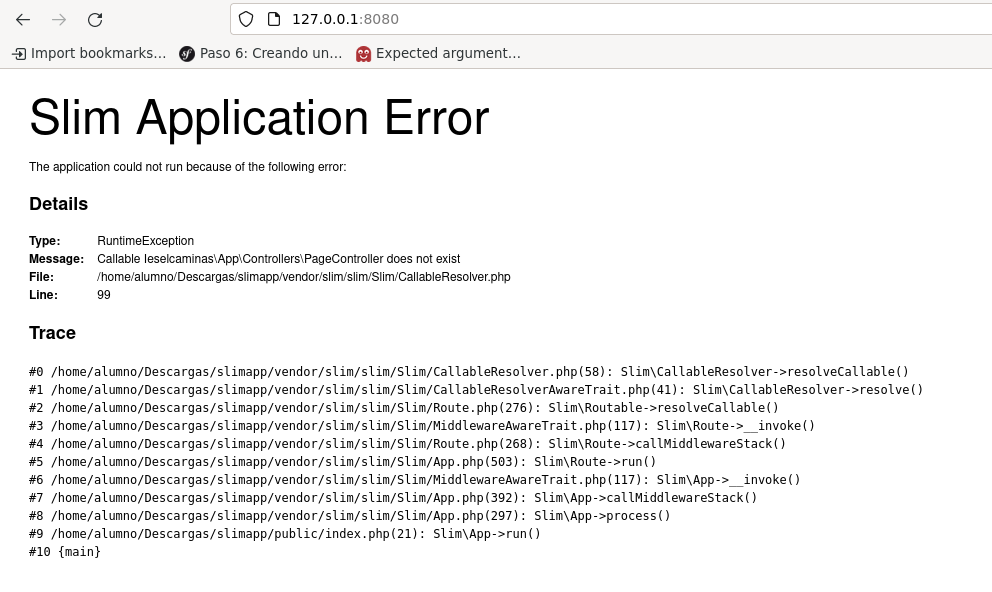 127.0.0.1:8080
Import bookmarks... Paso 6: Creando un... Expected argument...
Slim Application Error
The application could not run because of the following error:
Details
Type: RuntimeException
Message: Callable Ieselcaminas\App\Controllers\PageController does not exist
File: /home/alumno/Descargas/slimapp/vendor/slim/slim/Slim/CallableResolver.php
Line: 99
Trace
#0 /home/alumno/Descargas/slimapp/vendor/slim/slim/Slim/CallableResolver.php(58): Slim\CallableResolver->resolveCallable()
#1 /home/alumno/Descargas/slimapp/vendor/slim/slim/Slim/CallableResolverAwareTrait.php(41): Slim\CallableResolver->resolve()
#2 /home/alumno/Descargas/slimapp/vendor/slim/slim/Slim/Route.php(276): Slim\Routable->resolveCallable()
#3 /home/alumno/Descargas/slimapp/vendor/slim/slim/Slim/MiddlewareAwareTrait.php(117): Slim\Route->__invoke()
#4 /home/alumno/Descargas/slimapp/vendor/slim/slim/Slim/Route.php(268): Slim\Route->callMiddlewareStack()
#5 /home/alumno/Descargas/slimapp/vendor/slim/slim/Slim/App.php(503): Slim\Route->run()
#6 /home/alumno/Descargas/slimapp/vendor/slim/slim/Slim/MiddlewareAwareTrait.php(117): Slim\App->__invoke()
#7 /home/alumno/Descargas/slimapp/vendor/slim/slim/Slim/App.php(392): Slim\App->callMiddlewareStack()
#8 /home/alumno/Descargas/slimapp/vendor/slim/slim/Slim/App.php(297): Slim\App->process()
#9 /home/alumno/Descargas/slimapp/public/index.php(21): Slim\App->run()
#10 {main}